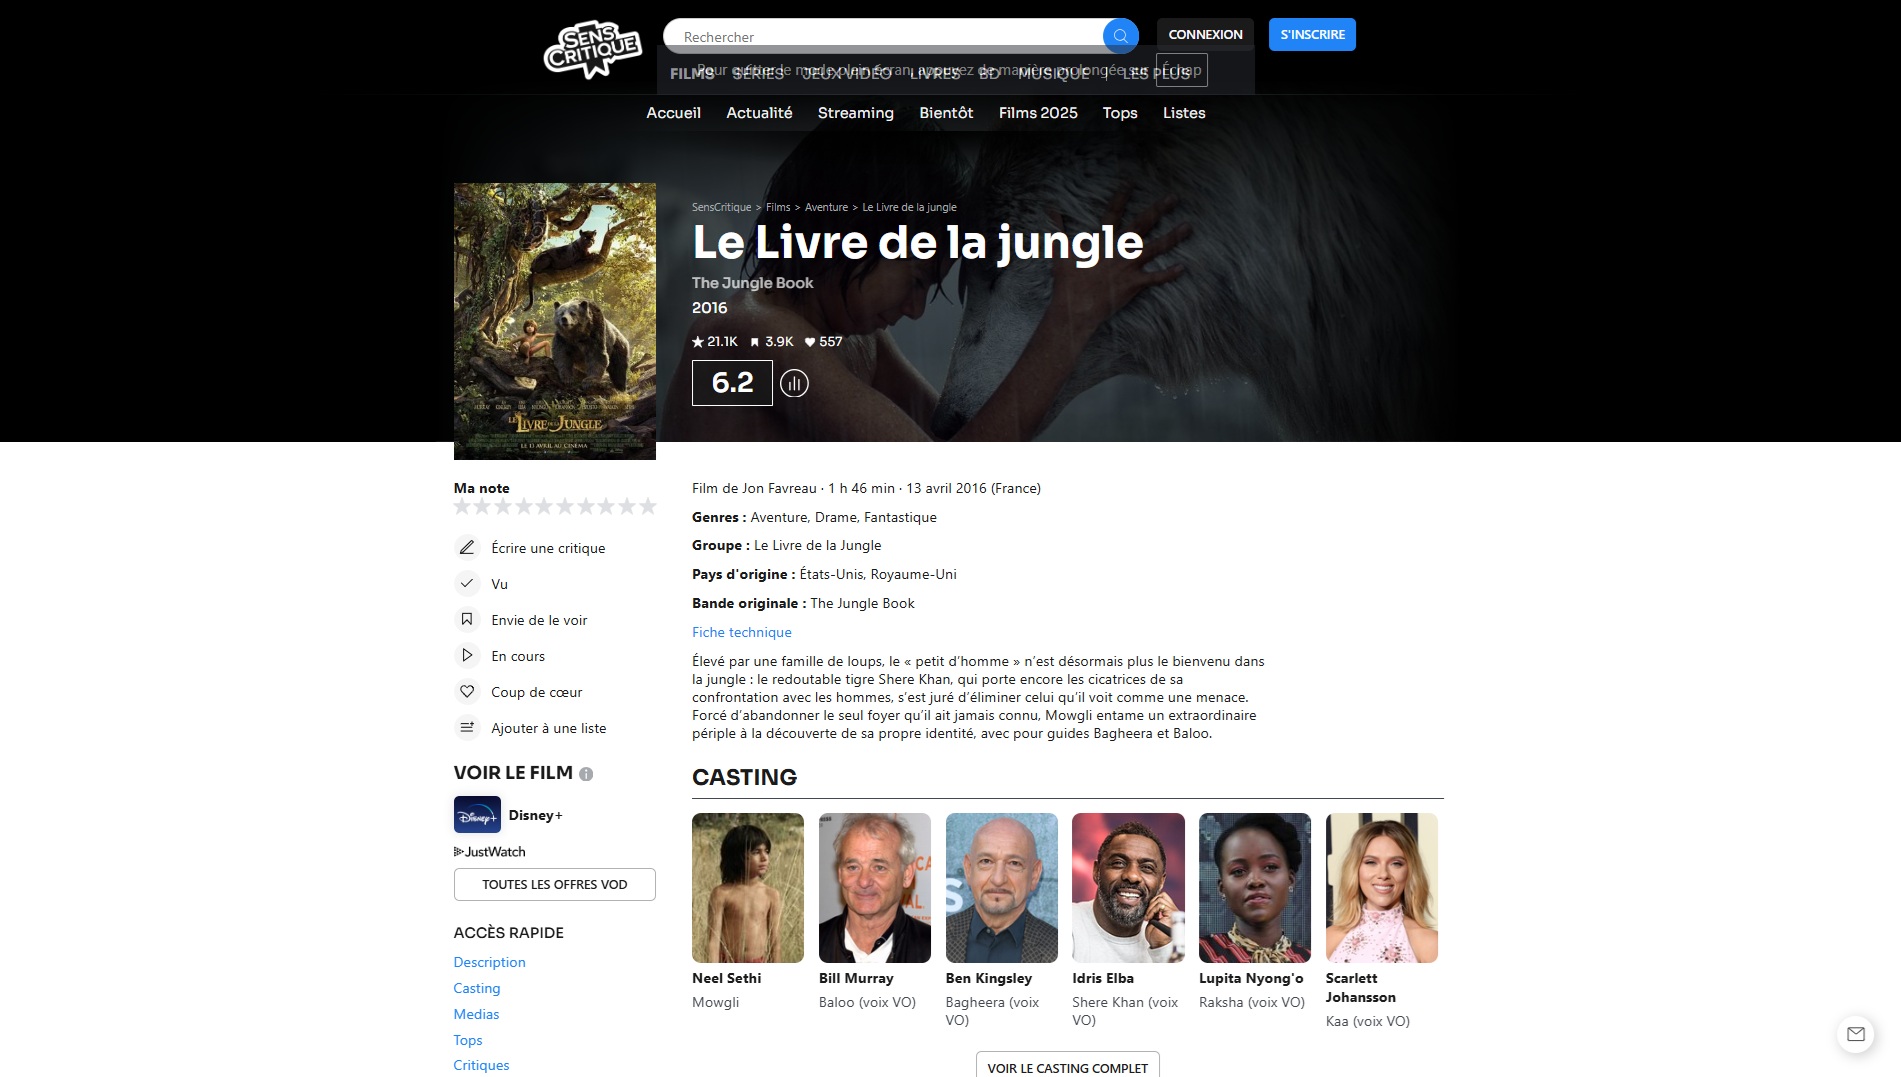 SENS CRITIQUE
Rechercher
CONNEXION
S'INSCRIRE
Pour quitter le mode plein écran, appuyez de manière prolongée sur Échap
FILMS SÉRIES JEUX VIDÉO LIVRES BD MUSIQUE | LES PLUS
Accueil Actualité Streaming Bientôt Films 2025 Tops Listes
SensCritique > Films > Aventure > Le Livre de la jungle
Le Livre de la jungle
The Jungle Book
2016
21.1K 3.9K 557
6.2
LE LIVRE DE LA JUNGLE
LE 13 AVRIL AU CINÉMA
Ma note
Écrire une critique
Vu
Envie de le voir
En cours
Coup de cœur
Ajouter à une liste
VOIR LE FILM
Disney+
Disney+
JustWatch
TOUTES LES OFFRES VOD
ACCÈS RAPIDE
Description
Casting
Medias
Tops
Critiques
Film de Jon Favreau · 1 h 46 min · 13 avril 2016 (France)
Genres : Aventure, Drame, Fantastique
Groupe : Le Livre de la Jungle
Pays d'origine : États-Unis, Royaume-Uni
Bande originale : The Jungle Book
Fiche technique
Élevé par une famille de loups, le « petit d’homme » n’est désormais plus le bienvenu dans
la jungle : le redoutable tigre Shere Khan, qui porte encore les cicatrices de sa
confrontation avec les hommes, s’est juré d’éliminer celui qu’il voit comme une menace.
Forcé d’abandonner le seul foyer qu’il ait jamais connu, Mowgli entame un extraordinaire
périple à la découverte de sa propre identité, avec pour guides Bagheera et Baloo.
CASTING
Neel Sethi
Mowgli
Bill Murray
Baloo (voix VO)
Ben Kingsley
Bagheera (voix
VO)
Idris Elba
Shere Khan (voix
VO)
Lupita Nyong'o
Raksha (voix VO)
Scarlett
Johansson
Kaa (voix VO)
VOIR LE CASTING COMPLET